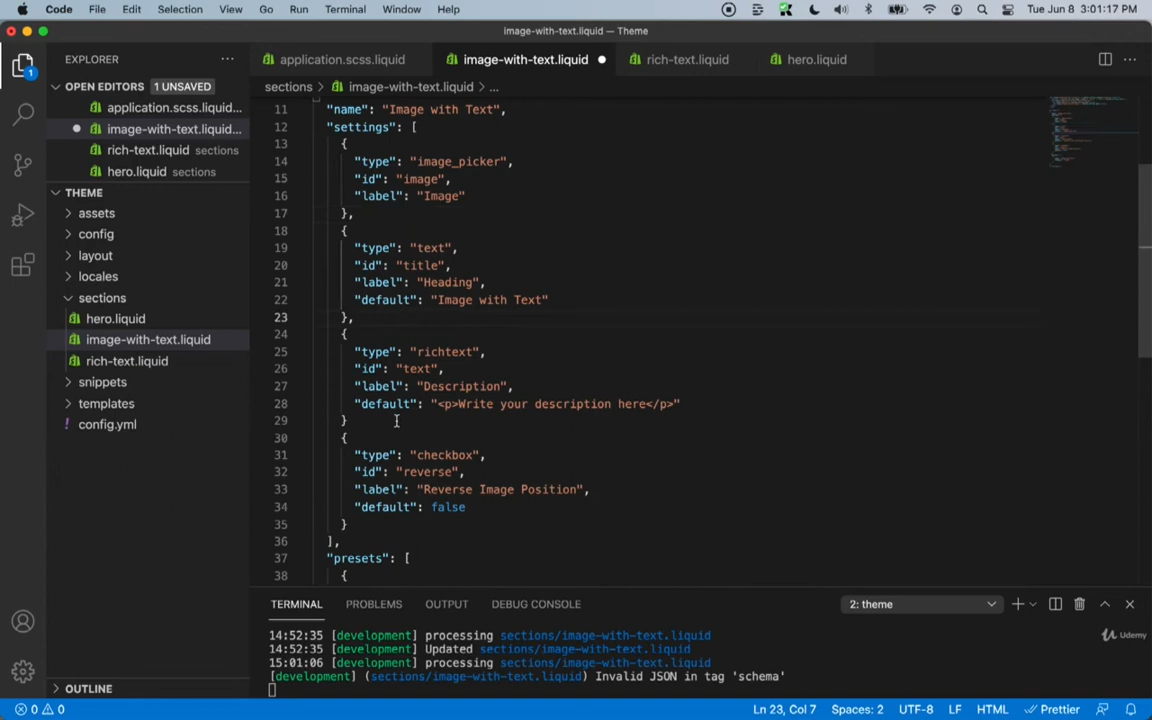 Code File Edit Selection View Go Run Terminal Window Help Tue Jun 8 3:01:17 PM
image-with-text.liquid — Theme
EXPLORER ···
application.scss.liquid image-with-text.liquid rich-text.liquid hero.liquid
OPEN EDITORS 1 UNSAVED
sections > image-with-text.liquid > ...
application.scss.liquid...
image-with-text.liquid...
rich-text.liquid sections
hero.liquid sections
THEME
assets
config
layout
locales
sections
hero.liquid
image-with-text.liquid
rich-text.liquid
snippets
templates
config.yml
OUTLINE
11 "name": "Image with Text",
12 "settings": [
13 {
14 "type": "image_picker",
15 "id": "image",
16 "label": "Image"
17 },
18 {
19 "type": "text",
20 "id": "title",
21 "label": "Heading",
22 "default": "Image with Text"
23 },
24 {
25 "type": "richtext",
26 "id": "text",
27 "label": "Description",
28 "default": "<p>Write your description here</p>"
29 }
30 {
31 "type": "checkbox",
32 "id": "reverse",
33 "label": "Reverse Image Position",
34 "default": false
35 }
36 ],
37 "presets": [
38 {
TERMINAL PROBLEMS OUTPUT DEBUG CONSOLE 2: theme
14:52:35 [development] processing sections/image-with-text.liquid
14:52:35 [development] Updated sections/image-with-text.liquid
15:01:06 [development] processing sections/image-with-text.liquid
[development] (sections/image-with-text.liquid) Invalid JSON in tag 'schema'
Udemy
0 0 Ln 23, Col 7 Spaces: 2 UTF-8 LF HTML Prettier